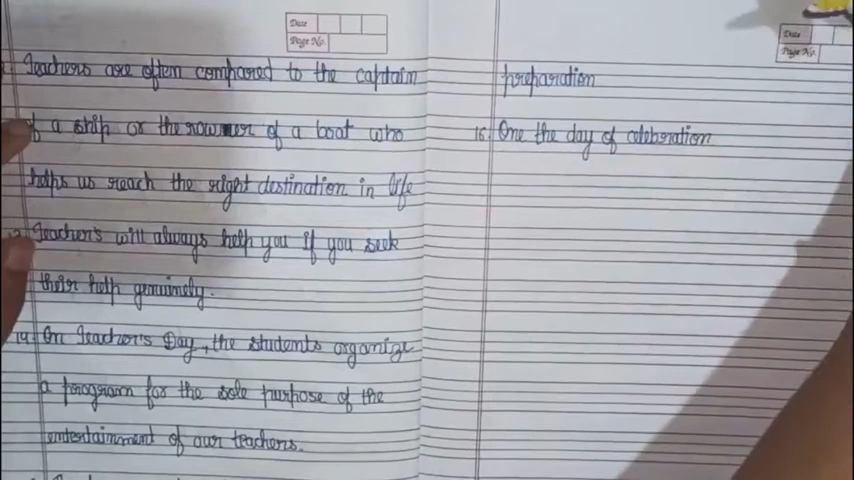 Date
Page No.
Teachers are often compared to the captain
of a ship or the rowner of a boat who
helps us reach the right destination in life
Teacher's will always help you if you seek
their help genuinely.
14. On Teacher's Day, the students organize
a program for the sole purpose of the
entertainment of our teachers.
Date
Page No.
preparation
16. One the day of celebration